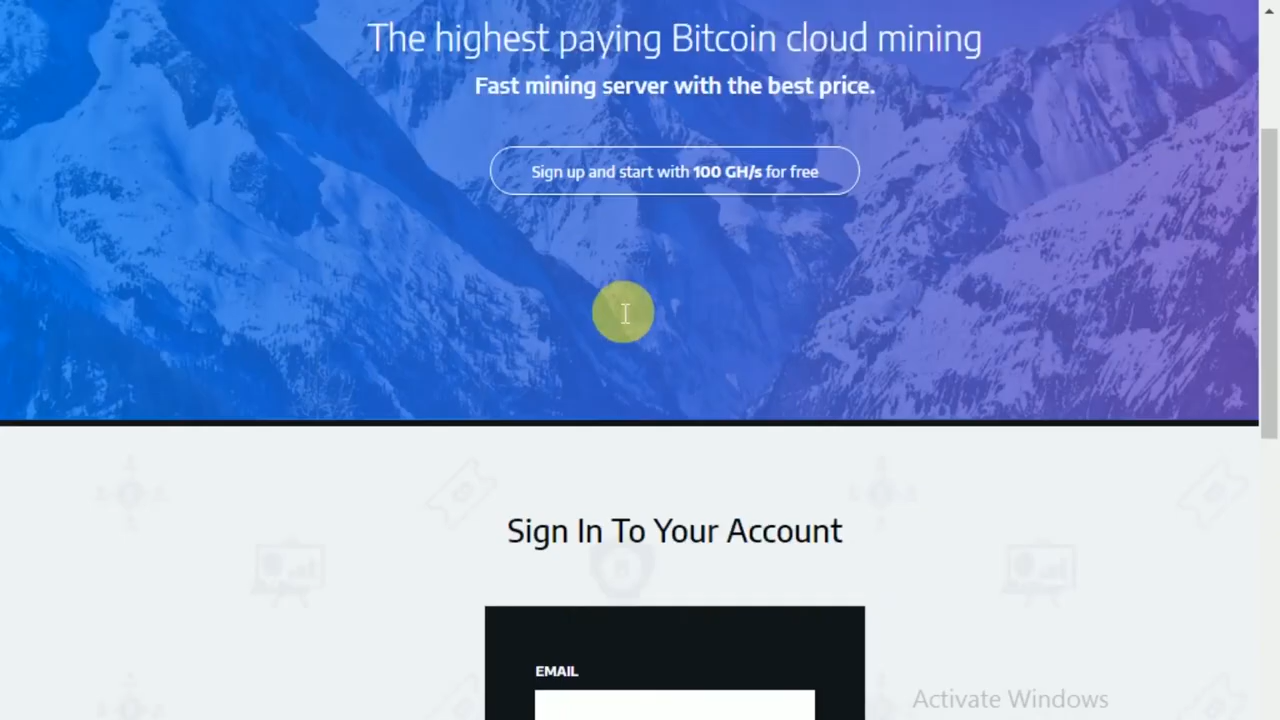 The highest paying Bitcoin cloud mining
Fast mining server with the best price.
Sign up and start with 100 GH/s for free
Sign In To Your Account
EMAIL
Activate Windows